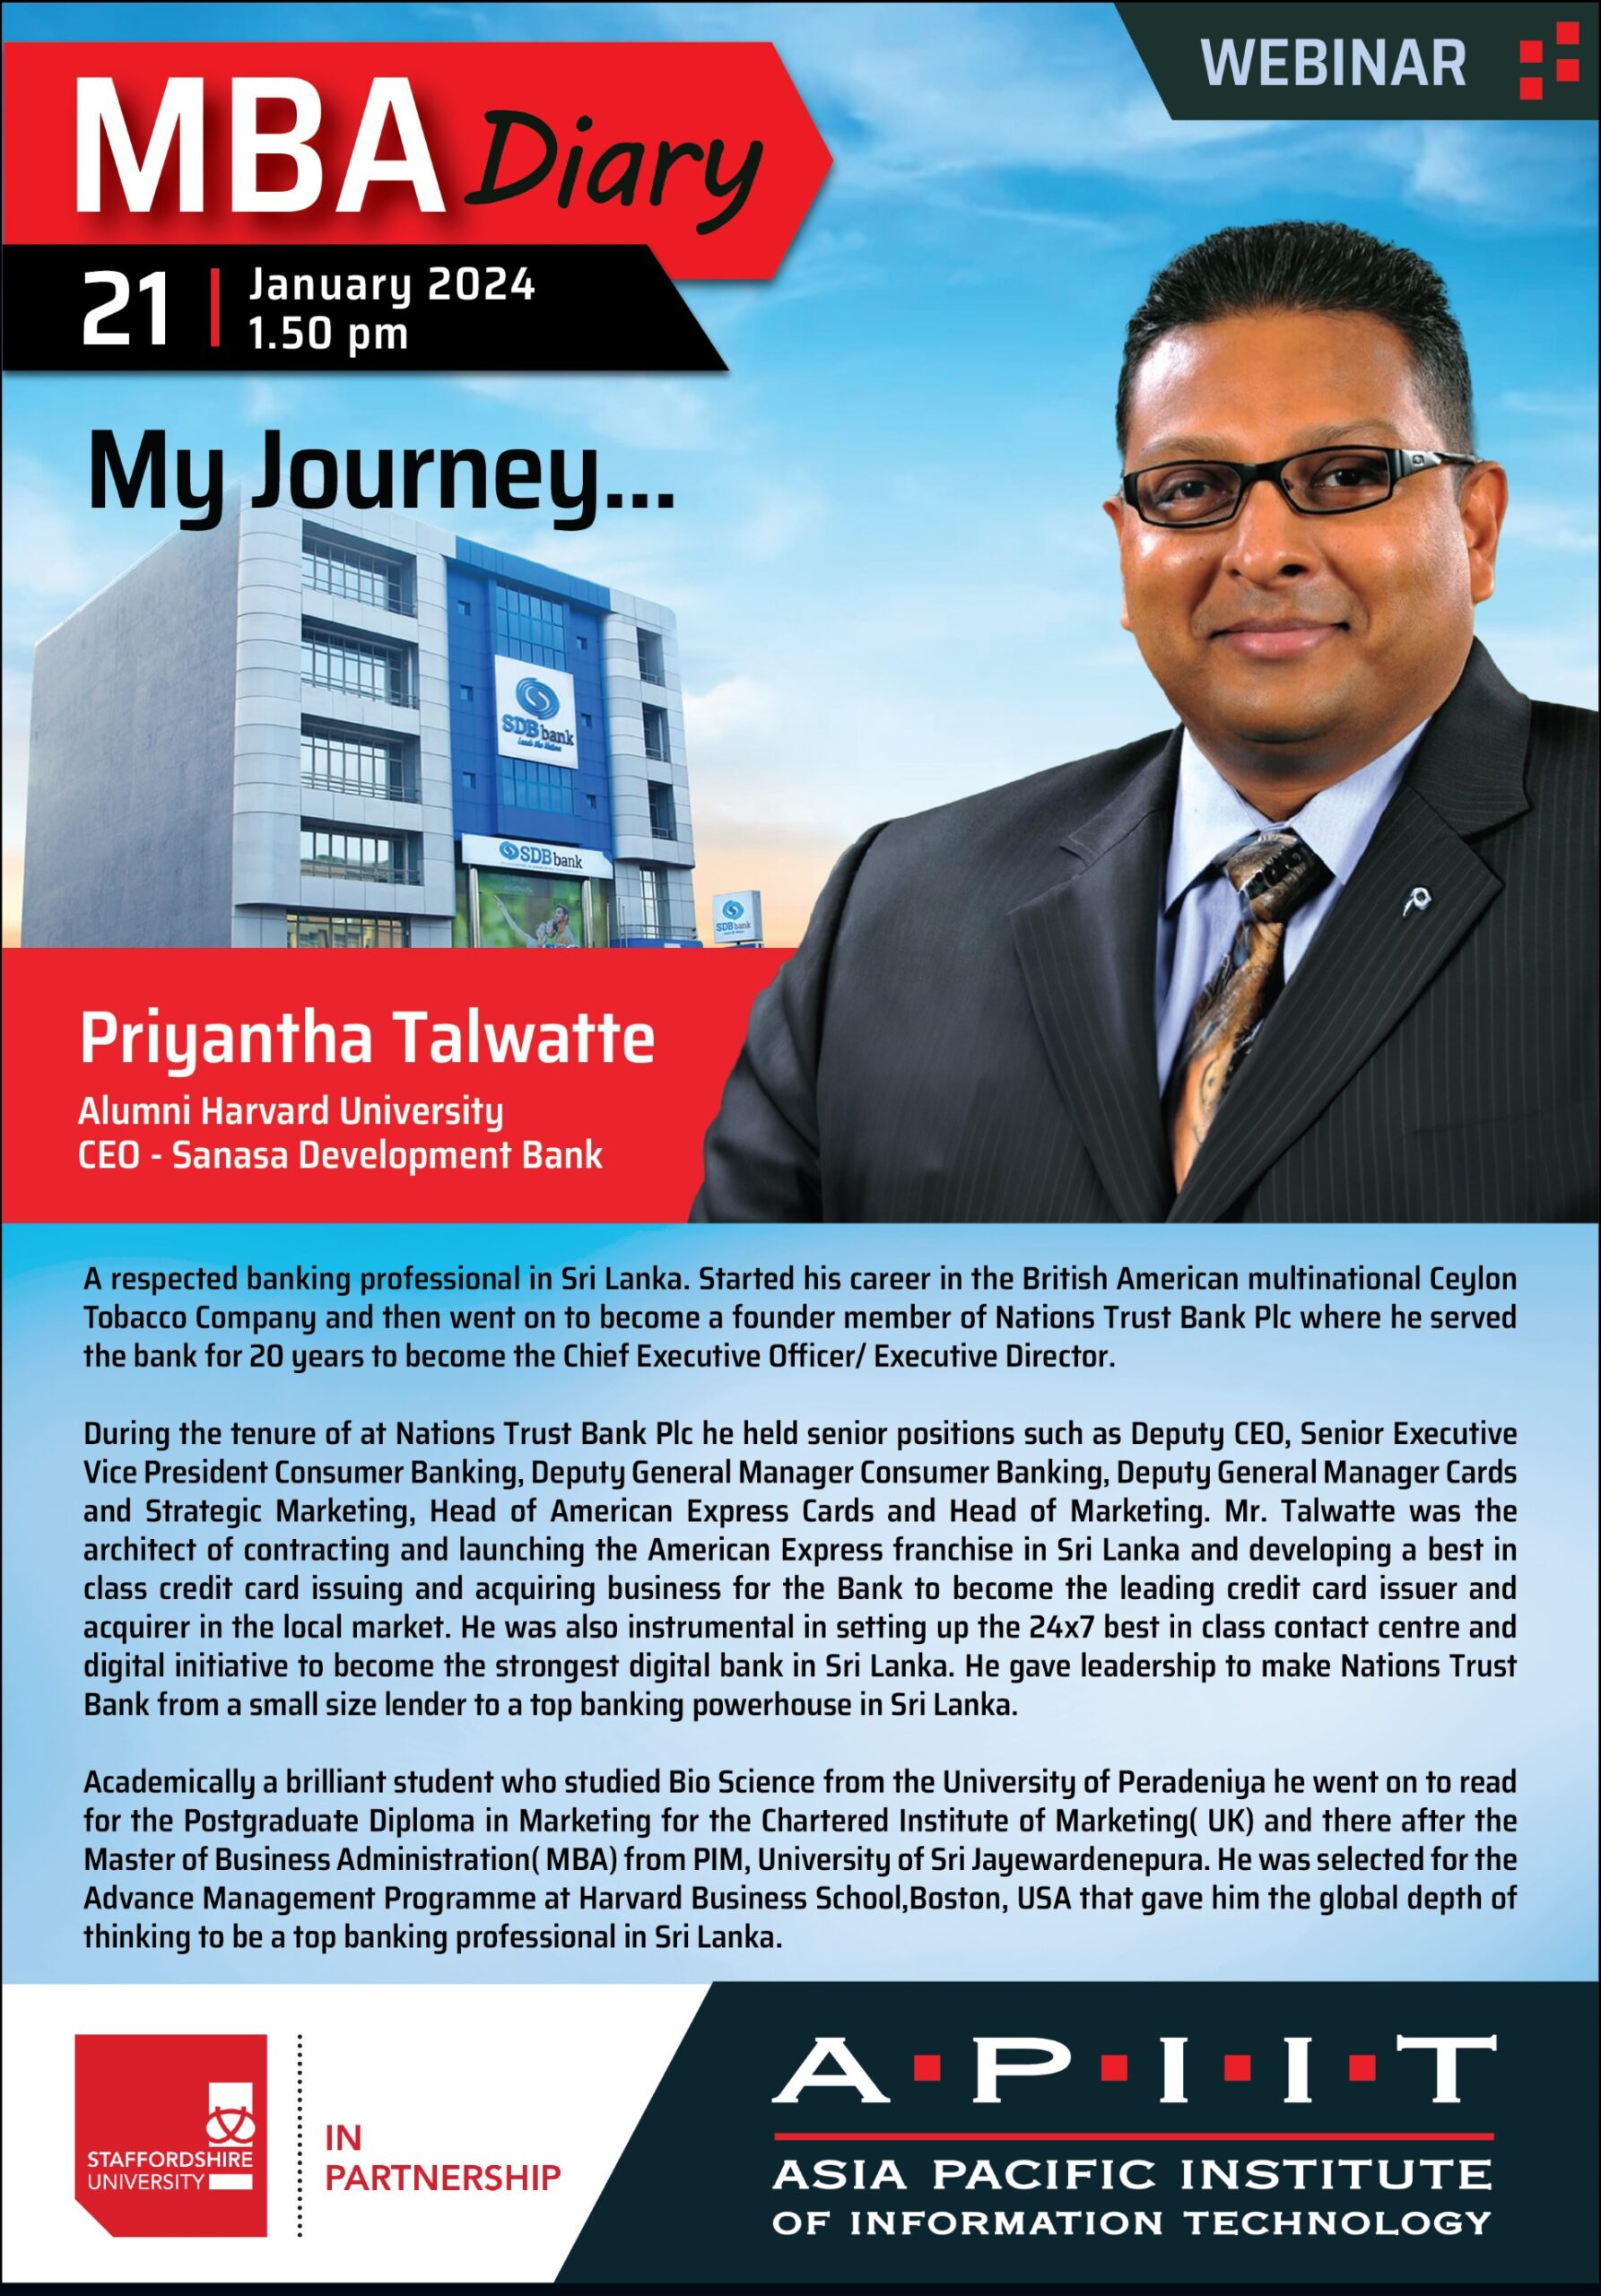 WEBINAR
MBA Diary
21 | January 2024
1.50 pm
My Journey...
SDB bank
Lead the Nation
SDB bank
SDB bank
Priyantha Talwatte
Alumni Harvard University
CEO - Sanasa Development Bank
A respected banking professional in Sri Lanka. Started his career in the British American multinational Ceylon
Tobacco Company and then went on to become a founder member of Nations Trust Bank Plc where he served
the bank for 20 years to become the Chief Executive Officer/ Executive Director.
During the tenure of at Nations Trust Bank Plc he held senior positions such as Deputy CEO, Senior Executive
Vice President Consumer Banking, Deputy General Manager Consumer Banking, Deputy General Manager Cards
and Strategic Marketing, Head of American Express Cards and Head of Marketing. Mr. Talwatte was the
architect of contracting and launching the American Express franchise in Sri Lanka and developing a best in
class credit card issuing and acquiring business for the Bank to become the leading credit card issuer and
acquirer in the local market. He was also instrumental in setting up the 24x7 best in class contact centre and
digital initiative to become the strongest digital bank in Sri Lanka. He gave leadership to make Nations Trust
Bank from a small size lender to a top banking powerhouse in Sri Lanka.
Academically a brilliant student who studied Bio Science from the University of Peradeniya he went on to read
for the Postgraduate Diploma in Marketing for the Chartered Institute of Marketing( UK) and there after the
Master of Business Administration( MBA) from PIM, University of Sri Jayewardenepura. He was selected for the
Advance Management Programme at Harvard Business School,Boston, USA that gave him the global depth of
thinking to be a top banking professional in Sri Lanka.
STAFFORDSHIRE
UNIVERSITY
IN
PARTNERSHIP
A·P·I·I·T
ASIA PACIFIC INSTITUTE
OF INFORMATION TECHNOLOGY